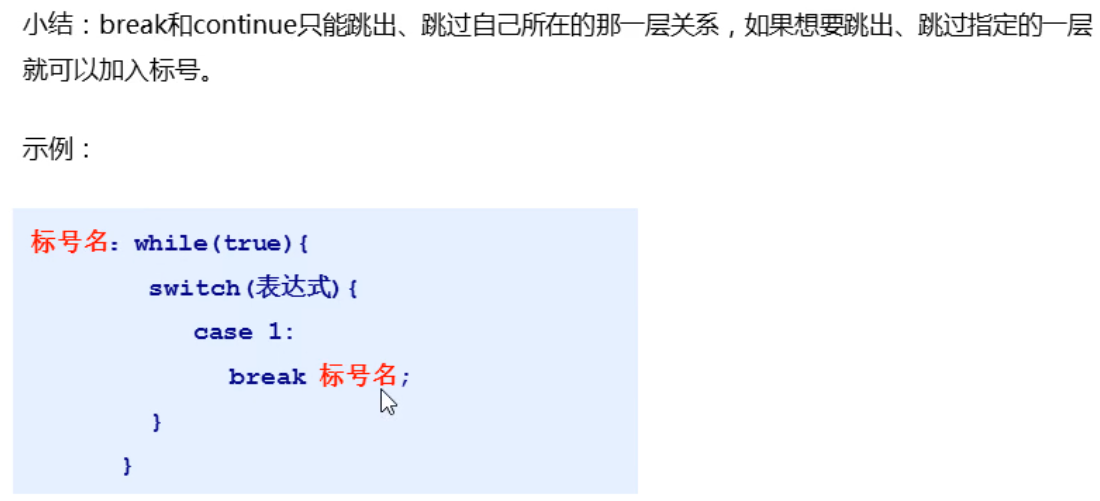 小结：break和continue只能跳出、跳过自己所在的那一层关系，如果想要跳出、跳过指定的一层
就可以加入标号。
示例：
标号名: while(true){
switch(表达式){
case 1:
break 标号名;
}
}